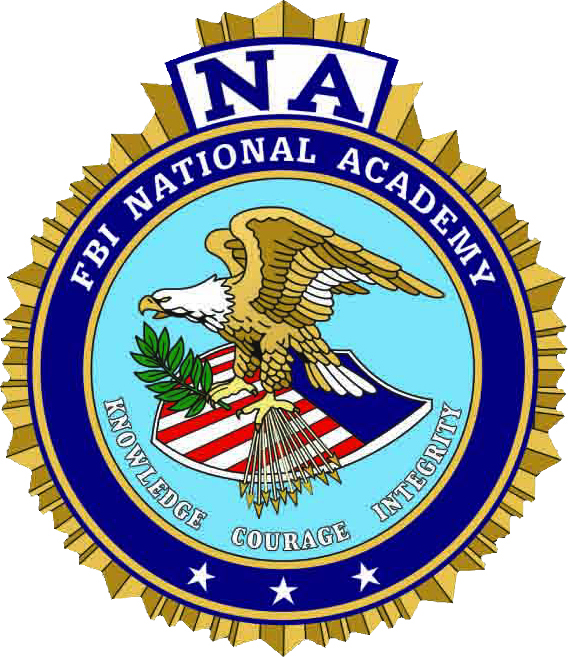 NA
FBI NATIONAL ACADEMY
KNOWLEDGE COURAGE INTEGRITY